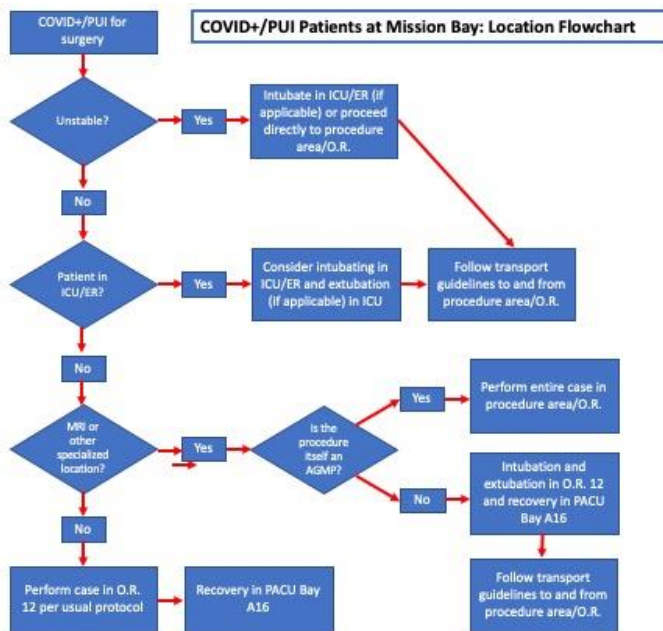 COVID+/PUI Patients at Mission Bay: Location Flowchart
COVID+/PUI for
surgery
Unstable?
Yes
Intubate in ICU/ER (if
applicable) or proceed
directly to procedure
area/O.R.
No
Patient in
ICU/ER?
Yes
Consider intubating in
ICU/ER and extubation
(if applicable) in ICU
Follow transport
guidelines to and from
procedure area/O.R.
No
MRI or
other
specialized
location?
Yes
Is the
procedure
itself an
AGMP?
Yes
Perform entire case in
procedure area/O.R.
No
Intubation and
extubation in O.R. 12
and recovery in PACU
Bay A16
Follow transport
guidelines to and from
procedure area/O.R.
No
Perform case in O.R.
12 per usual protocol
Recovery in PACU Bay
A16